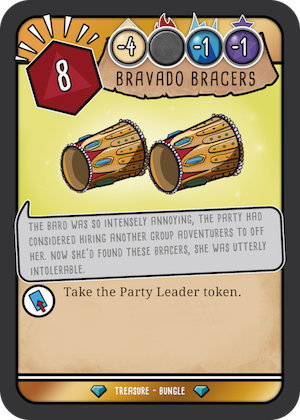 8
-4 -1 -1
BRAVADO BRACERS
THE BARD WAS SO INTENSELY ANNOYING, THE PARTY HAD
CONSIDERED HIRING ANOTHER GROUP ADVENTURERS TO OFF
HER. NOW SHE'D FOUND THESE BRACERS, SHE WAS UTTERLY
INTOLERABLE.
Take the Party Leader token.
TREASURE - BUNGLE